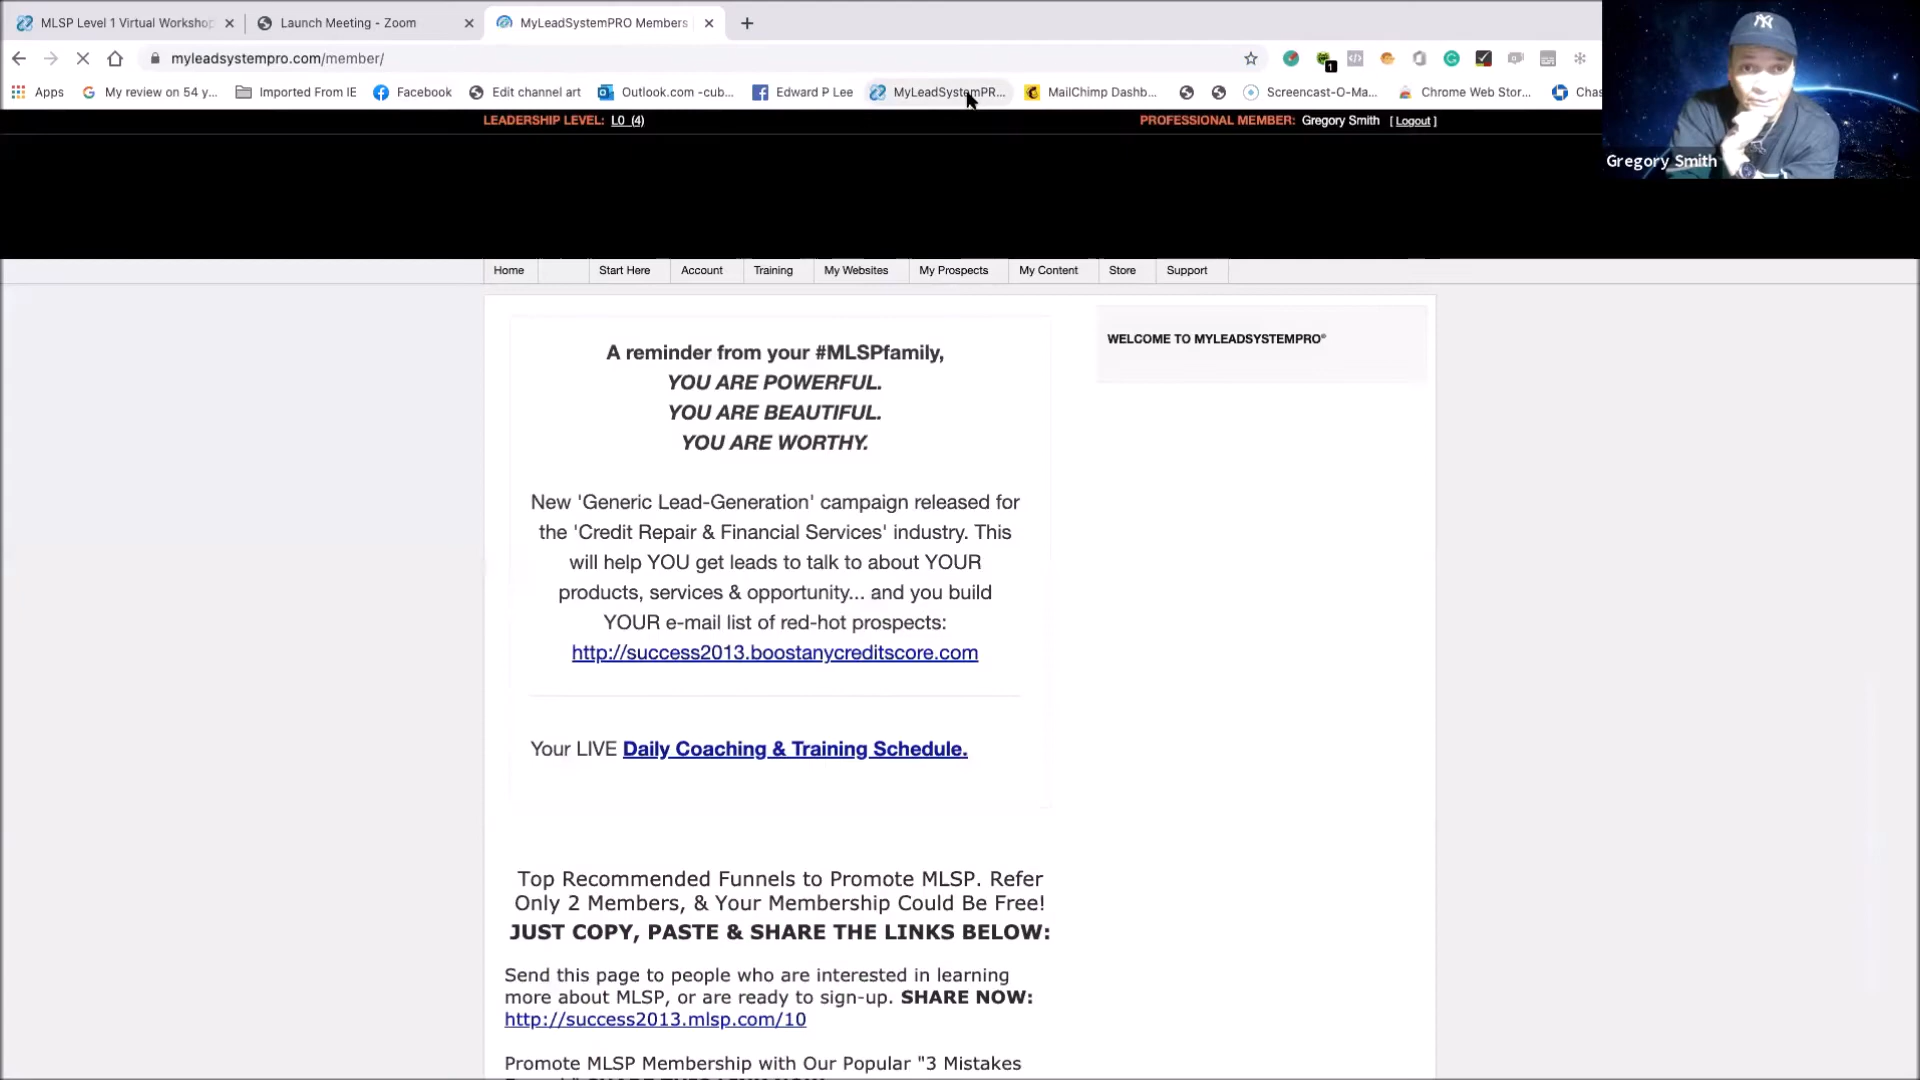 MLSP Level 1 Virtual Workshop
Launch Meeting - Zoom
MyLeadSystemPRO Members
myleadsystempro.com/member/
1
Apps
My review on 54 y...
Imported From IE
Facebook
Edit channel art
Outlook.com -cub...
Edward P Lee
MyLeadSystemPR...
MailChimp Dashb...
Screencast-O-Ma...
Chrome Web Stor...
Chas
LEADERSHIP LEVEL: L0 (4)
PROFESSIONAL MEMBER: Gregory Smith [ Logout ]
Gregory Smith
Home
Start Here
Account
Training
My Websites
My Prospects
My Content
Store
Support
A reminder from your #MLSPfamily,
YOU ARE POWERFUL.
YOU ARE BEAUTIFUL.
YOU ARE WORTHY.
WELCOME TO MYLEADSYSTEMPRO®
New 'Generic Lead-Generation' campaign released for
the 'Credit Repair & Financial Services' industry. This
will help YOU get leads to talk to about YOUR
products, services & opportunity... and you build
YOUR e-mail list of red-hot prospects:
http://success2013.boostanycreditscore.com
Your LIVE Daily Coaching & Training Schedule.
Top Recommended Funnels to Promote MLSP. Refer
Only 2 Members, & Your Membership Could Be Free!
JUST COPY, PASTE & SHARE THE LINKS BELOW:
Send this page to people who are interested in learning
more about MLSP, or are ready to sign-up. SHARE NOW:
http://success2013.mlsp.com/10
Promote MLSP Membership with Our Popular "3 Mistakes